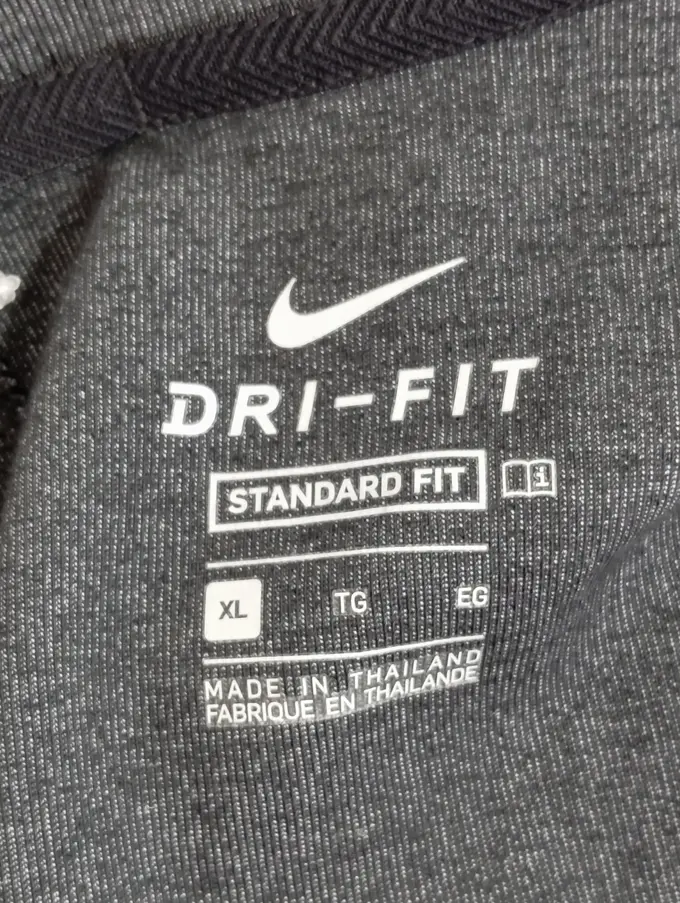 DRI-FIT
STANDARD FIT
XL TG EG
MADE IN THAILAND
FABRIQUE EN THAILANDE